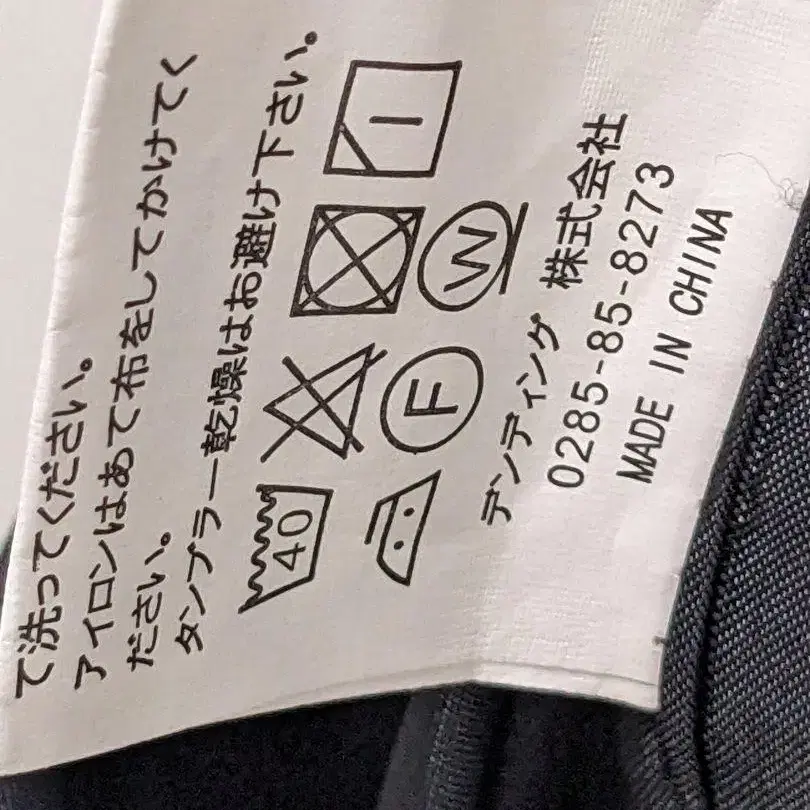 で洗ってください。
アイロンはあて布をしてかけてく
ださい。
タンブラー乾燥はお避け下さい。
40
F
W
デンディング 株式会社
0285-85-8273
MADE IN CHINA